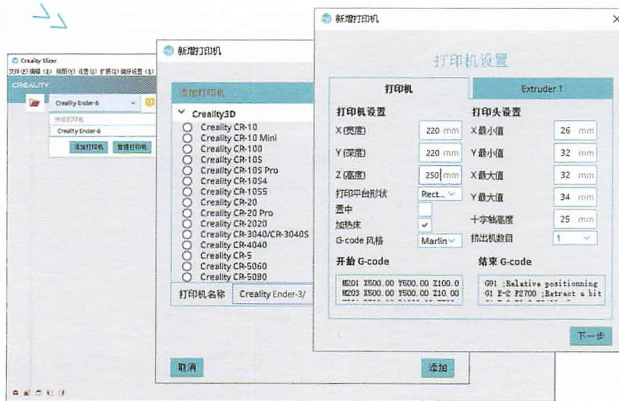 Creality Slicer
CREALITY
Creality Ender-6
Creality Ender-6
添加打印机
管理打印机
新增打印机
添加打印机
Creality3D
Creality CR-10
Creality CR-10 Mini
Creality CR-100
Creality CR-10S
Creality CR-10S Pro
Creality CR-10S4
Creality CR-10S5
Creality CR-20
Creality CR-20 Pro
Creality CR-2020
Creality CR-3040/CR-3040S
Creality CR-4040
Creality CR-5
Creality CR-5060
Creality CR-5080
打印机名称 Creality Ender-3/
取消
添加
新增打印机
打印机设置
打印机
Extruder 1
打印机设置
X (宽度) 220 mm
Y (深度) 220 mm
Z (高度) 250 mm
打印平台形状 Rect...
置中
加热床
G-code 风格 Marlin
打印头设置
X 最小值 26 mm
Y 最小值 32 mm
X 最大值 32 mm
Y 最大值 34 mm
十字轴高度 25 mm
挤出机数目 1
开始 G-code
M201 X500.00 Y500.00 Z100.0
M203 X500.00 Y500.00 Z10.00
结束 G-code
G91 ;Relative positionning
G1 E-2 F2700 ;Retract a bit
下一步